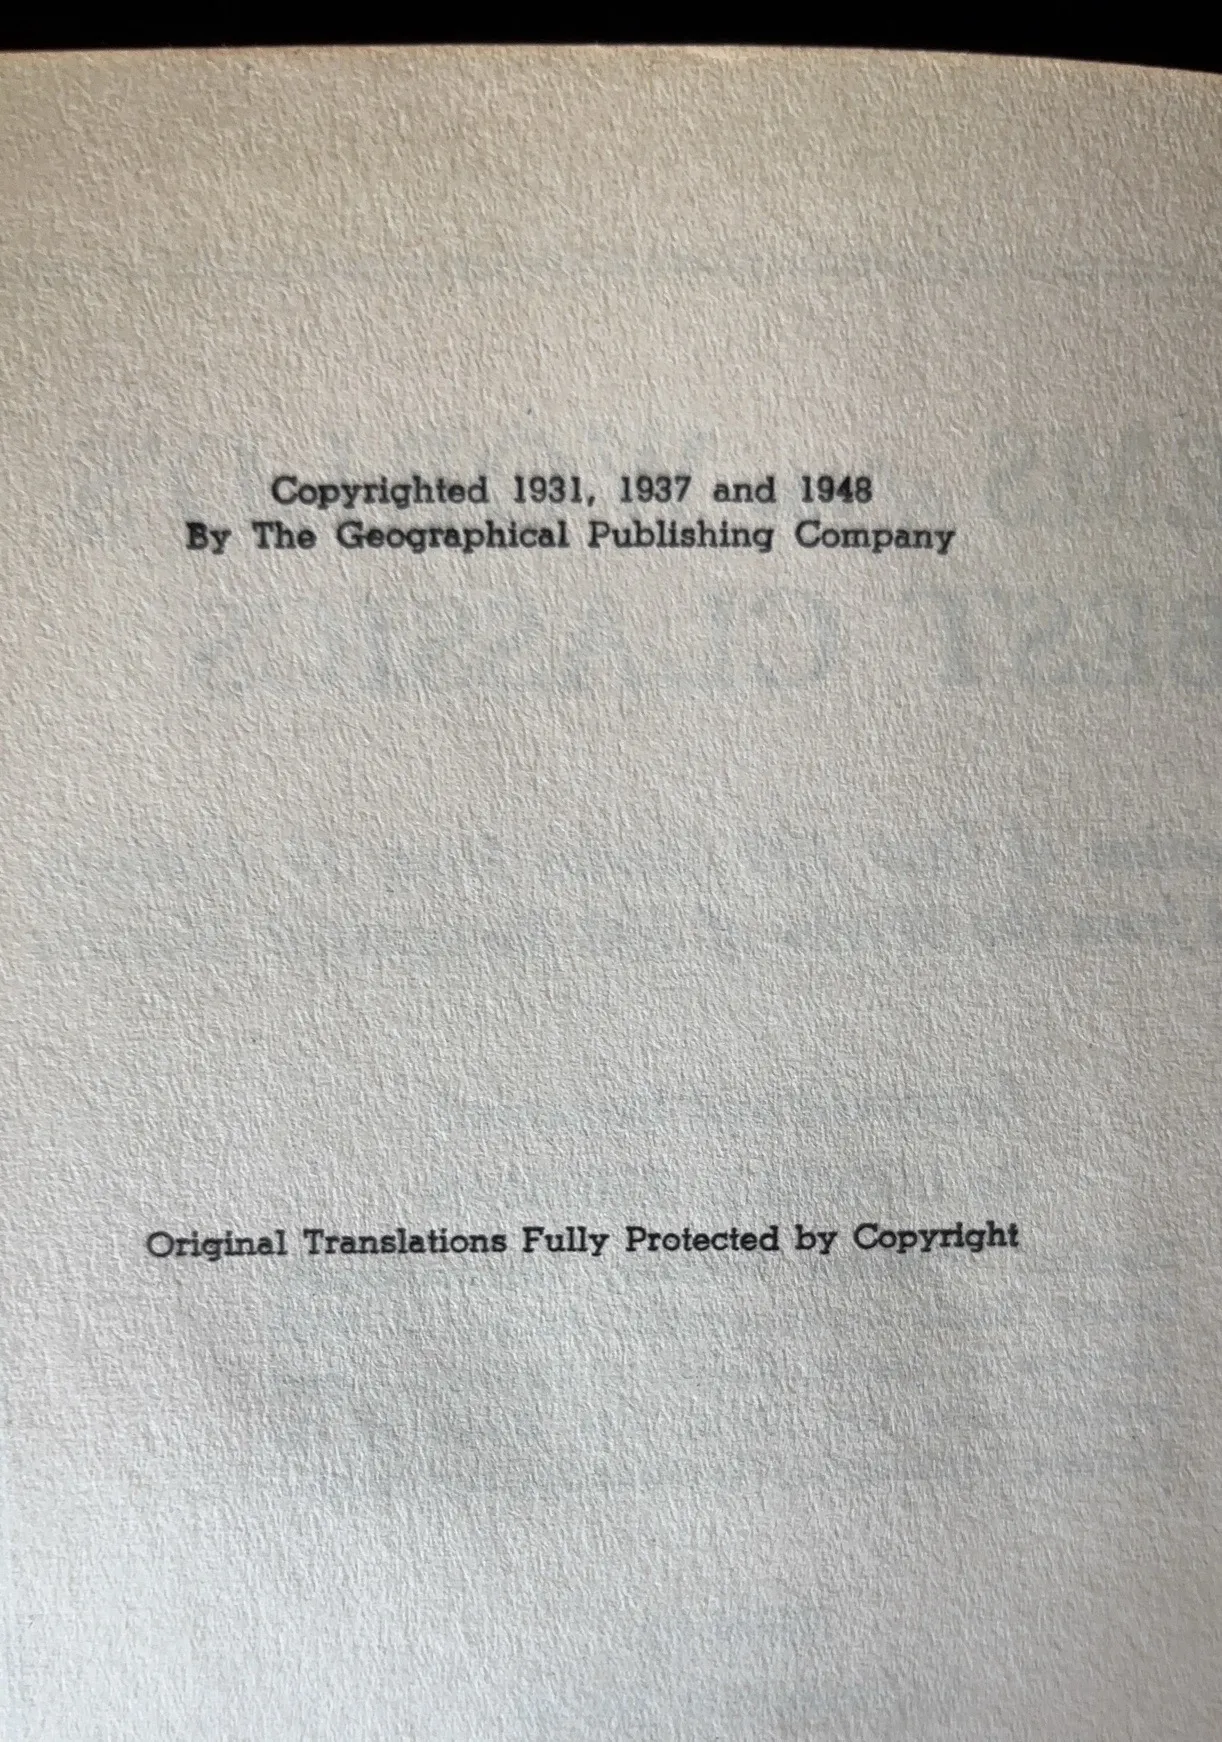 Copyrighted 1931, 1937 and 1948
By The Geographical Publishing Company
Original Translations Fully Protected by Copyright